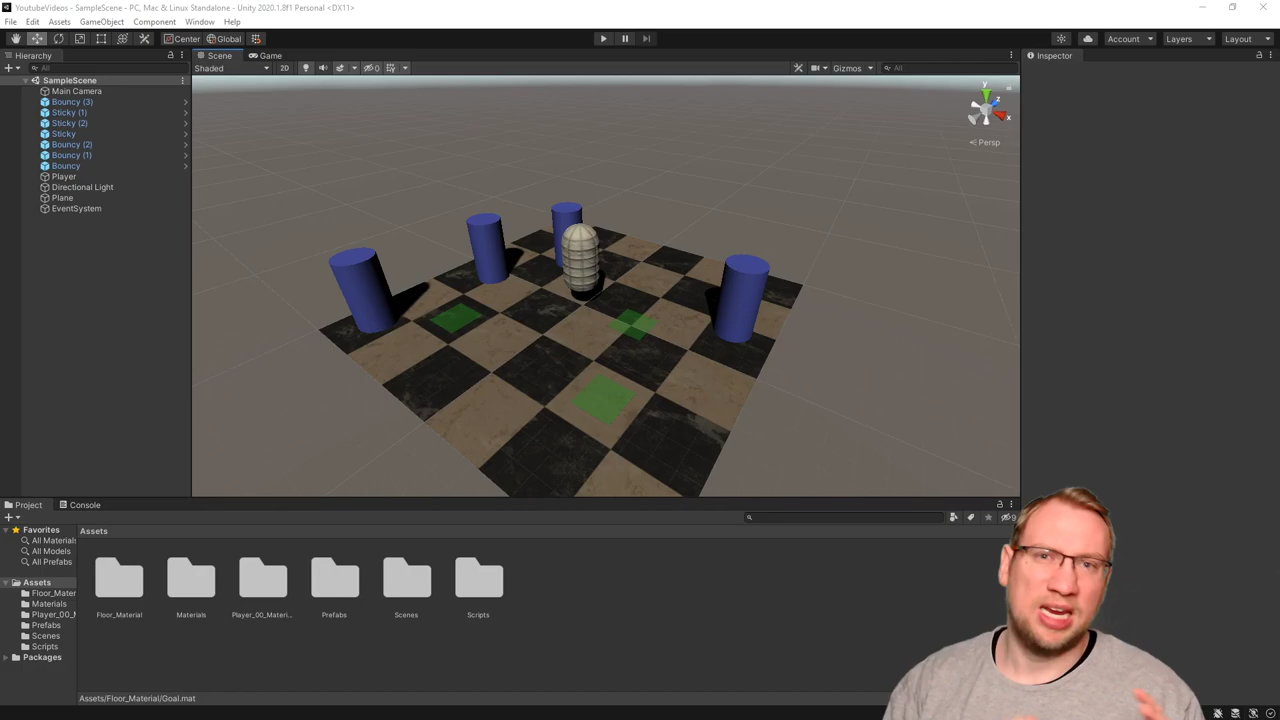 YoutubeVideos - SampleScene - PC, Mac & Linux Standalone - Unity 2020.1.8f1 Personal <DX11>
File Edit Assets GameObject Component Window Help
Center Global Account Layers Layout
Hierarchy
All
SampleScene
Main Camera
Bouncy (3)
Sticky (1)
Sticky (2)
Sticky
Bouncy (2)
Bouncy (1)
Bouncy
Player
Directional Light
Plane
EventSystem
Scene Game
Shaded 2D 0 Gizmos All
y
z
x
Persp
Inspector
Project Console
9
Favorites
All Materials
All Models
All Prefabs
Assets
Floor_Mater
Materials
Player_00_M
Prefabs
Scenes
Scripts
Packages
Assets
Floor_Material Materials Player_00_Materi... Prefabs Scenes Scripts
Assets/Floor_Material/Goal.mat